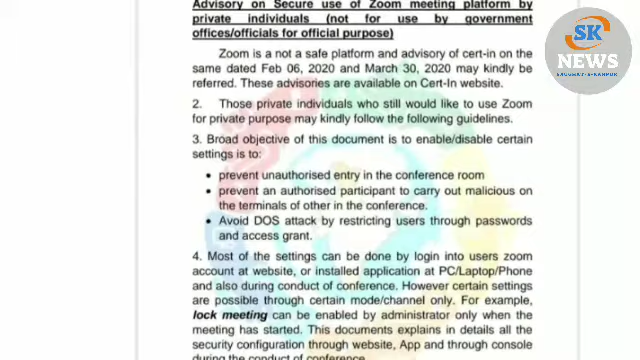 Advisory on Secure use of Zoom meeting platform by
private individuals (not for use by government
offices/officials for official purpose)
Zoom is a not a safe platform and advisory of cert-in on the
same dated Feb 06, 2020 and March 30, 2020 may kindly be
referred. These advisories are available on Cert-In website.
2. Those private individuals who still would like to use Zoom
for private purpose may kindly follow the following guidelines.
3. Broad objective of this document is to enable/disable certain
settings is to:
• prevent unauthorised entry in the conference room
• prevent an authorised participant to carry out malicious on
the terminals of other in the conference.
• Avoid DOS attack by restricting users through passwords
and access grant.
4. Most of the settings can be done by login into users zoom
account at website, or installed application at PC/Laptop/Phone
and also during conduct of conference. However certain settings
are possible through certain mode/channel only. For example,
lock meeting can be enabled by administrator only when
the meeting has started. This documents explains in details all the
security configuration through website, App and through console
during the conduct of conference.
SK
NEWS